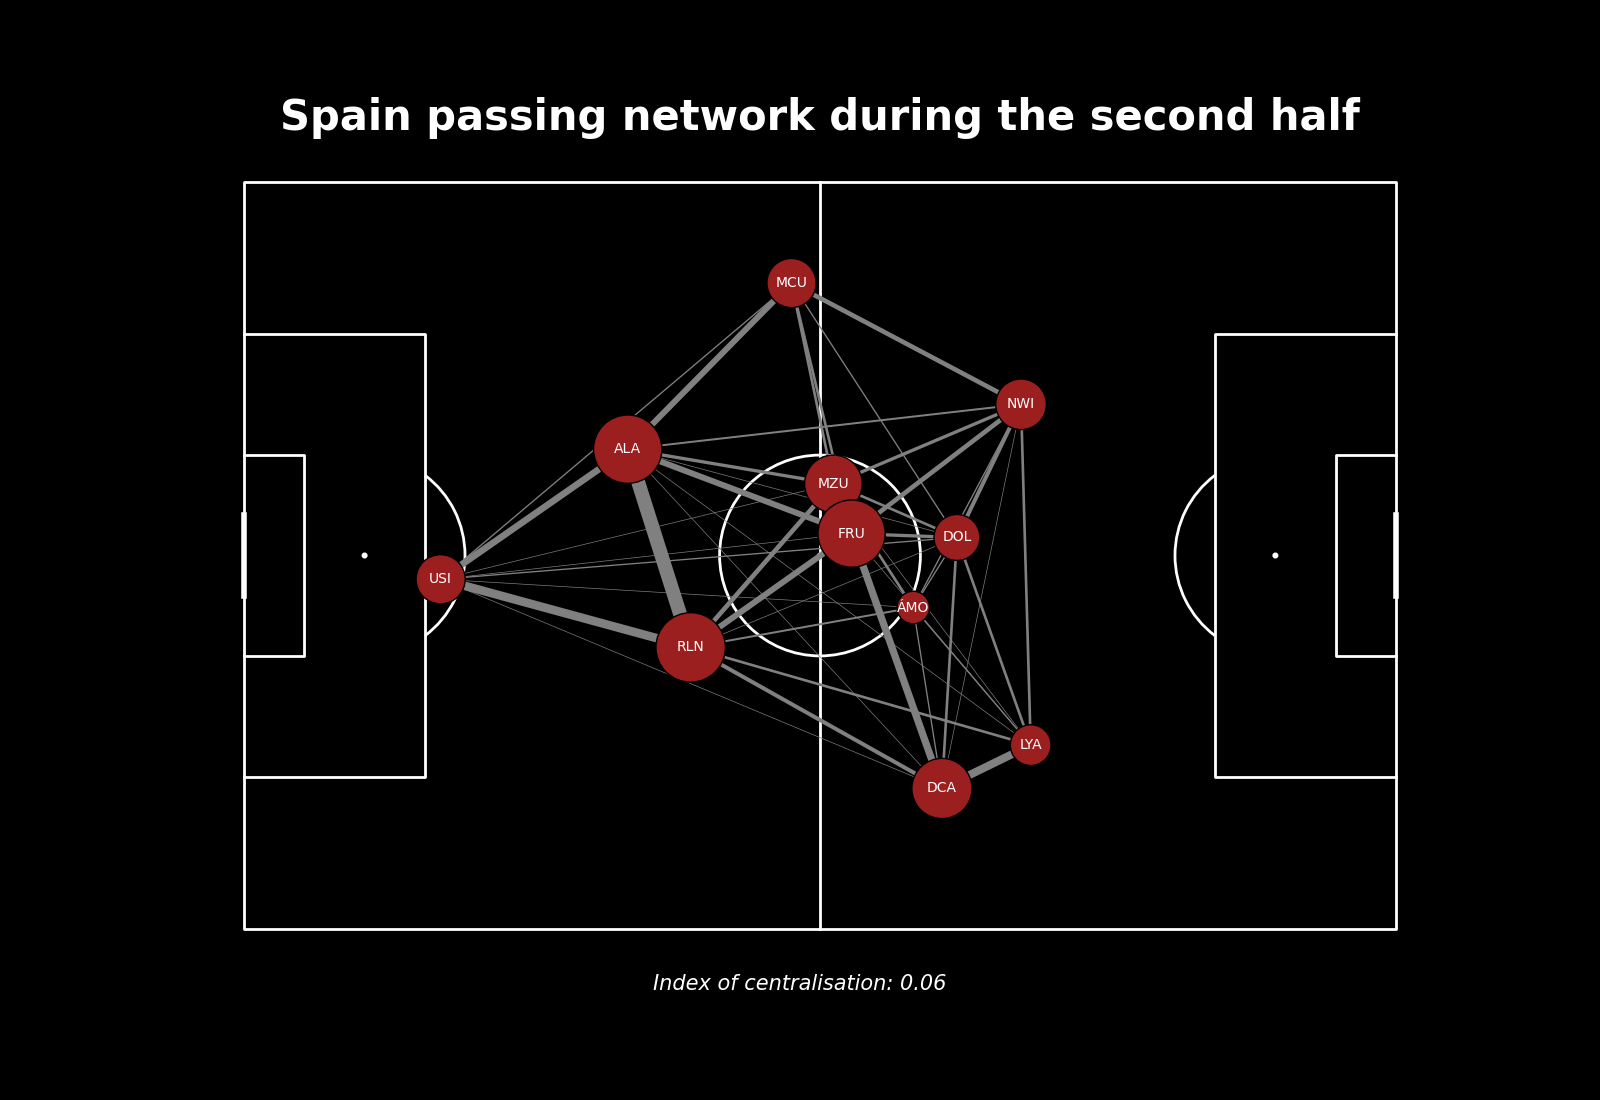 Spain passing network during the second half
MCU
NWI
ALA
MZU
FRU
DOL
USI
ÁMO
RLN
LYA
DCA
Index of centralisation: 0.06